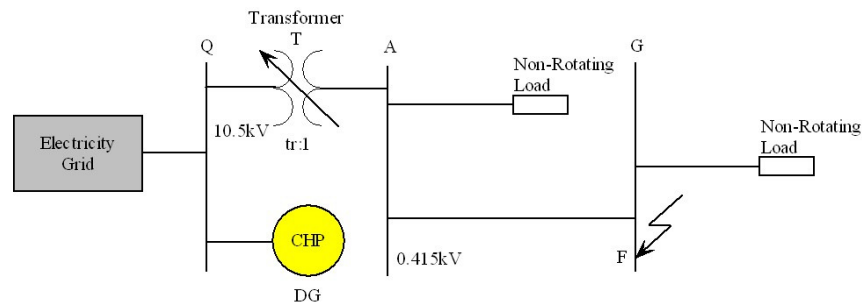 Transformer
T
Q
A
G
Non-Rotating
Load
Non-Rotating
Load
10.5kV
tr:1
Electricity
Grid
CHP
DG
0.415kV
F